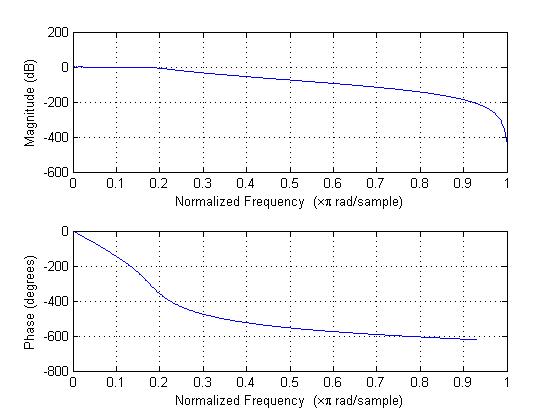 200
0
-200
-400
-600
Magnitude (dB)
0 0.1 0.2 0.3 0.4 0.5 0.6 0.7 0.8 0.9 1
Normalized Frequency (×π rad/sample)
0
-200
-400
-600
-800
Phase (degrees)
0 0.1 0.2 0.3 0.4 0.5 0.6 0.7 0.8 0.9 1
Normalized Frequency (×π rad/sample)